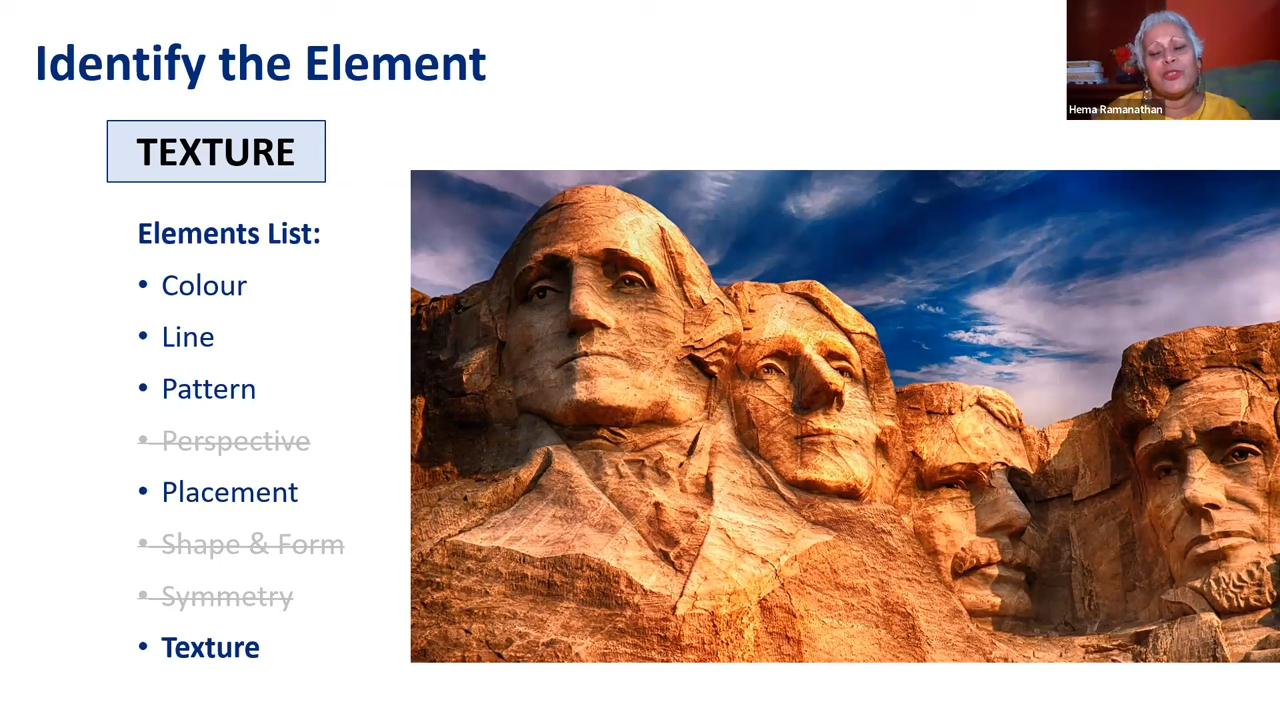 Identify the Element
Hema Ramanathan
TEXTURE
Elements List:
• Colour
• Line
• Pattern
• Perspective
• Placement
• Shape & Form
• Symmetry
• Texture